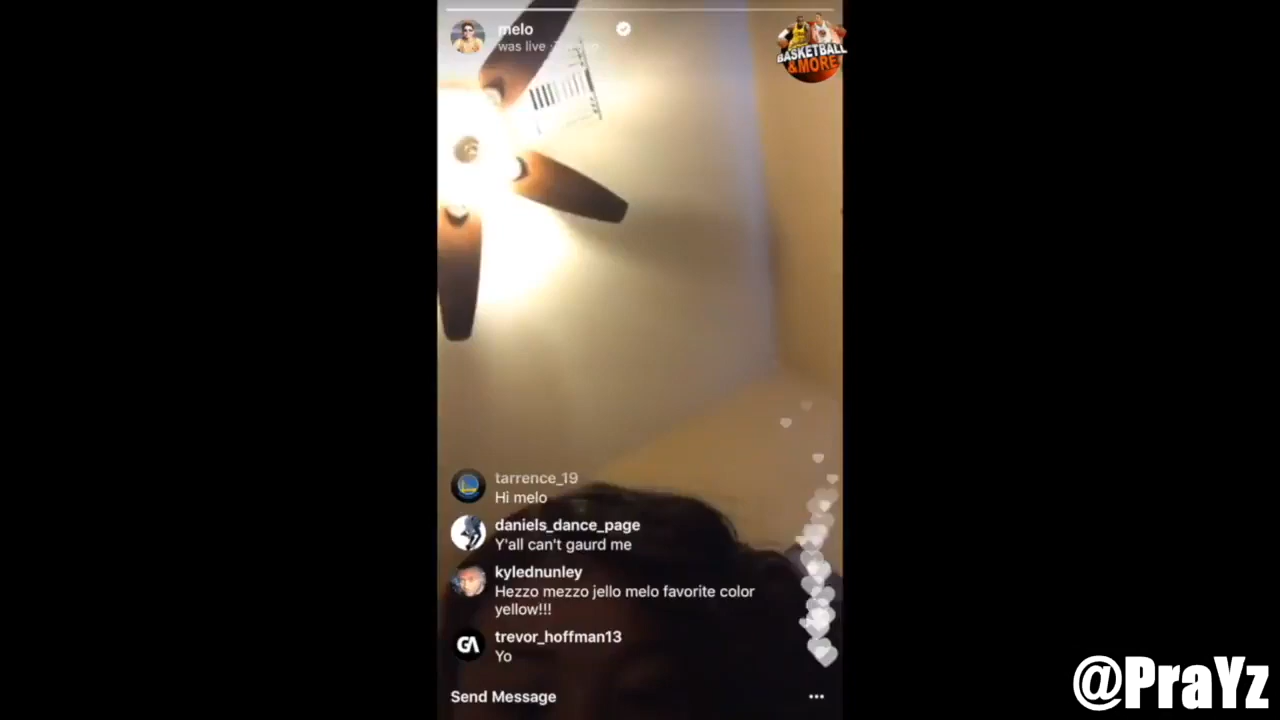 melo
was live ·
BASKETBALL
&MORE
tarrence_19
Hi melo
daniels_dance_page
Y'all can't gaurd me
kylednunley
Hezzo mezzo jello melo favorite color
yellow!!!
trevor_hoffman13
GA
Yo
Send Message
@PraYz